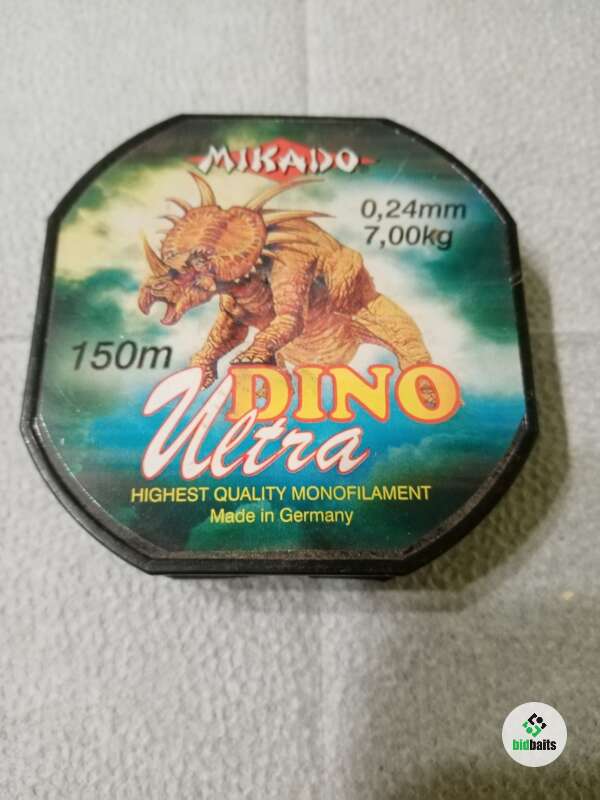 MIKADO
0,24mm
7,00kg
150m
DINO
Ultra
HIGHEST QUALITY MONOFILAMENT
Made in Germany
bidbaits